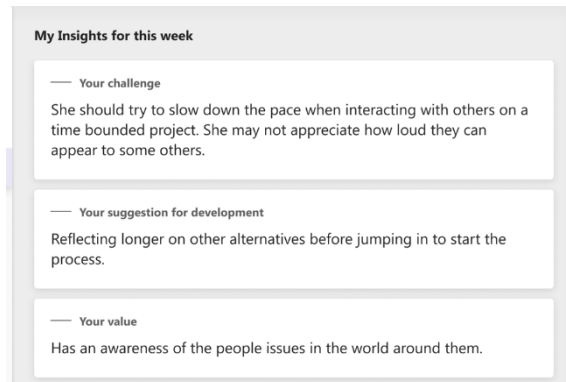 My Insights for this week
Your challenge
She should try to slow down the pace when interacting with others on a
time bounded project. She may not appreciate how loud they can
appear to some others.
Your suggestion for development
Reflecting longer on other alternatives before jumping in to start the
process.
Your value
Has an awareness of the people issues in the world around them.